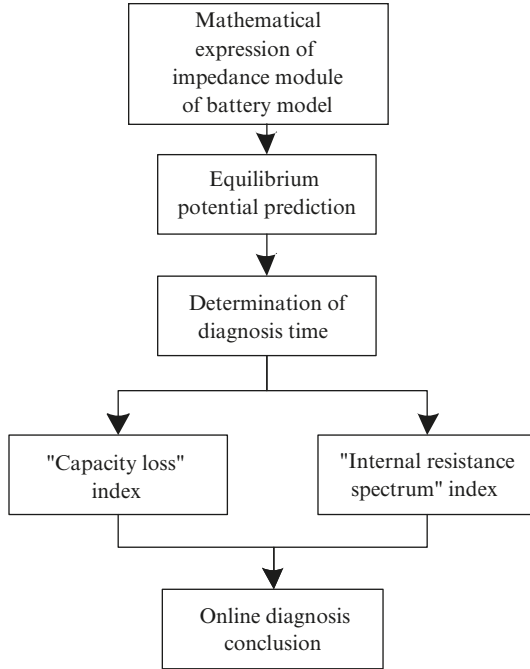 Mathematical
expression of
impedance module
of battery model
Equilibrium
potential prediction
Determination of
diagnosis time
"Capacity loss"
index
"Internal resistance
spectrum" index
Online diagnosis
conclusion